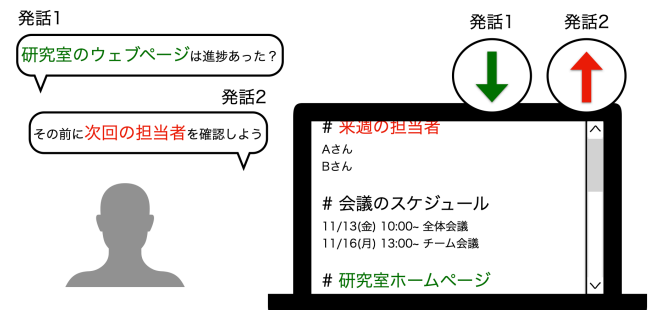 発話1
研究室のウェブページは進捗あった？
発話2
その前に次回の担当者を確認しよう
発話1
発話2
# 来週の担当者
Aさん
Bさん
# 会議のスケジュール
11/13(金) 10:00~ 全体会議
11/16(月) 13:00~ チーム会議
# 研究室ホームページ